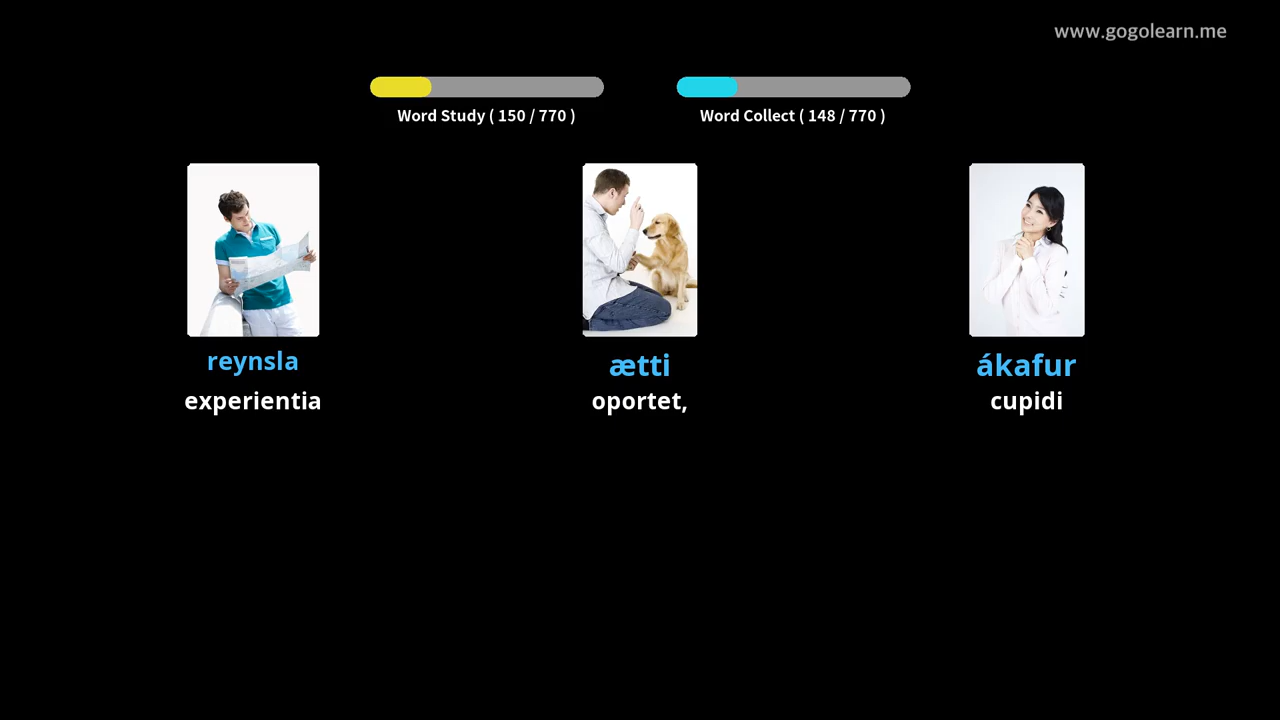 www.gogolearn.me
Word Study ( 150 / 770 )
Word Collect ( 148 / 770 )
reynsla
experientia
ætti
oportet,
ákafur
cupidi